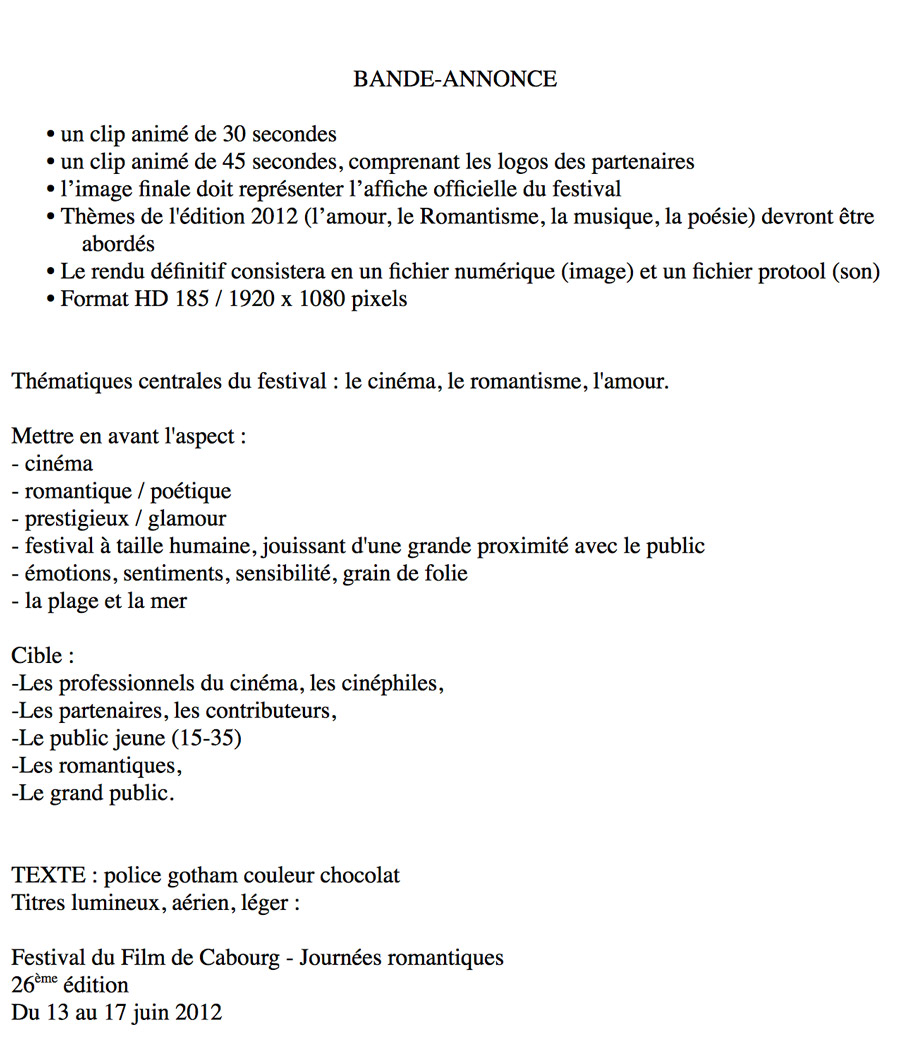 BANDE-ANNONCE
• un clip animé de 30 secondes
• un clip animé de 45 secondes, comprenant les logos des partenaires
• l’image finale doit représenter l’affiche officielle du festival
• Thèmes de l'édition 2012 (l’amour, le Romantisme, la musique, la poésie) devront être
abordés
• Le rendu définitif consistera en un fichier numérique (image) et un fichier protool (son)
• Format HD 185 / 1920 x 1080 pixels
Thématiques centrales du festival : le cinéma, le romantisme, l'amour.
Mettre en avant l'aspect :
- cinéma
- romantique / poétique
- prestigieux / glamour
- festival à taille humaine, jouissant d'une grande proximité avec le public
- émotions, sentiments, sensibilité, grain de folie
- la plage et la mer
Cible :
-Les professionnels du cinéma, les cinéphiles,
-Les partenaires, les contributeurs,
-Le public jeune (15-35)
-Les romantiques,
-Le grand public.
TEXTE : police gotham couleur chocolat
Titres lumineux, aérien, léger :
Festival du Film de Cabourg - Journées romantiques
26ème édition
Du 13 au 17 juin 2012